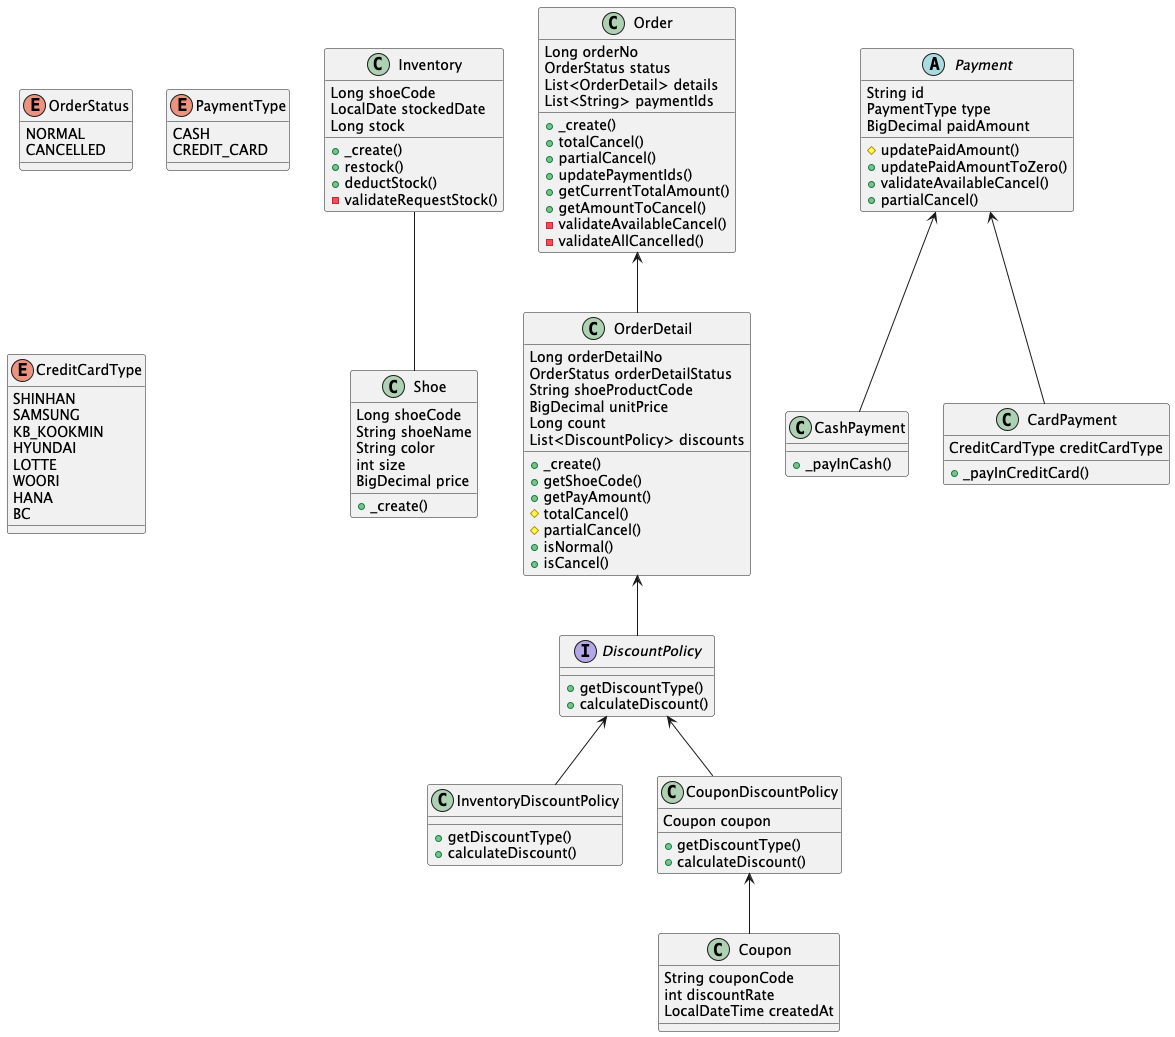 E OrderStatus
NORMAL
CANCELLED
E PaymentType
CASH
CREDIT_CARD
C Inventory
Long shoeCode
LocalDate stockedDate
Long stock
_create()
restock()
deductStock()
validateRequestStock()
C Order
Long orderNo
OrderStatus status
List<OrderDetail> details
List<String> paymentIds
_create()
totalCancel()
partialCancel()
updatePaymentIds()
getCurrentTotalAmount()
getAmountToCancel()
validateAvailableCancel()
validateAllCancelled()
A Payment
String id
PaymentType type
BigDecimal paidAmount
updatePaidAmount()
updatePaidAmountToZero()
validateAvailableCancel()
partialCancel()
E CreditCardType
SHINHAN
SAMSUNG
KB_KOOKMIN
HYUNDAI
LOTTE
WOORI
HANA
BC
C Shoe
Long shoeCode
String shoeName
String color
int size
BigDecimal price
_create()
C OrderDetail
Long orderDetailNo
OrderStatus orderDetailStatus
String shoeProductCode
BigDecimal unitPrice
Long count
List<DiscountPolicy> discounts
_create()
getShoeCode()
getPayAmount()
totalCancel()
partialCancel()
isNormal()
isCancel()
C CashPayment
_payInCash()
C CardPayment
CreditCardType creditCardType
_payInCreditCard()
I DiscountPolicy
getDiscountType()
calculateDiscount()
C InventoryDiscountPolicy
getDiscountType()
calculateDiscount()
C CouponDiscountPolicy
Coupon coupon
getDiscountType()
calculateDiscount()
C Coupon
String couponCode
int discountRate
LocalDateTime createdAt